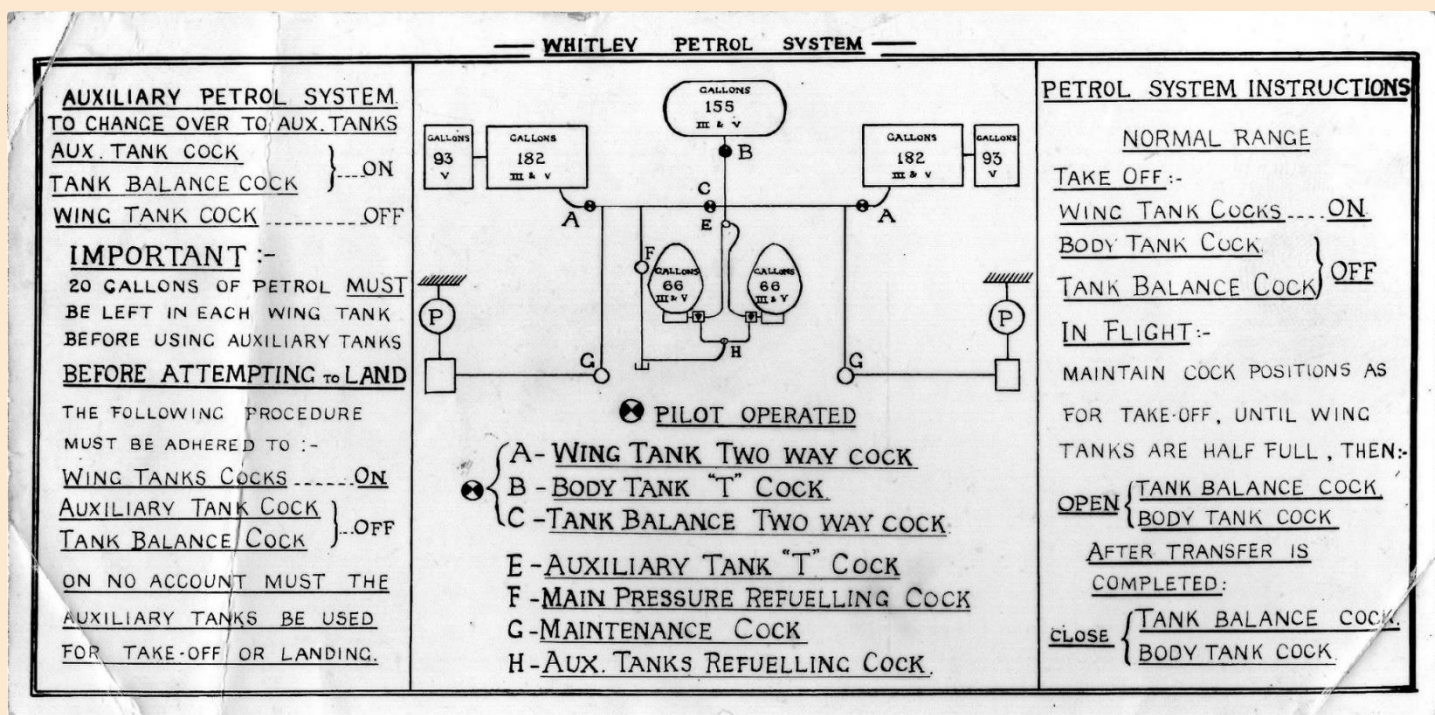 WHITLEY PETROL SYSTEM
AUXILIARY PETROL SYSTEM
TO CHANGE OVER TO AUX. TANKS
AUX. TANK COCK
TANK BALANCE COCK
ON
WING TANK COCK OFF
IMPORTANT :-
20 GALLONS OF PETROL MUST
BE LEFT IN EACH WING TANK
BEFORE USING AUXILIARY TANKS
BEFORE ATTEMPTING TO LAND
THE FOLLOWING PROCEDURE
MUST BE ADHERED TO :-
WING TANKS COCKS ON
AUXILIARY TANK COCK
TANK BALANCE COCK
OFF
ON NO ACCOUNT MUST THE
AUXILIARY TANKS BE USED
FOR TAKE-OFF OR LANDING.
GALLONS
155
III & V
GALLONS
93
V
GALLONS
182
III & V
GALLONS
182
III & V
GALLONS
93
V
B
C
A
A
E
F
GALLONS
66
III & V
GALLONS
66
III & V
P
P
H
G
G
PILOT OPERATED
A - WING TANK TWO WAY COCK
B - BODY TANK "T" COCK
C - TANK BALANCE TWO WAY COCK
E - AUXILIARY TANK "T" COCK
F - MAIN PRESSURE REFUELLING COCK
G - MAINTENANCE COCK
H - AUX. TANKS REFUELLING COCK.
PETROL SYSTEM INSTRUCTIONS
NORMAL RANGE
TAKE OFF :-
WING TANK COCKS .... ON
BODY TANK COCK.
TANK BALANCE COCK
OFF
IN FLIGHT :-
MAINTAIN COCK POSITIONS AS
FOR TAKE-OFF, UNTIL WING
TANKS ARE HALF FULL, THEN:-
OPEN
TANK BALANCE COCK.
BODY TANK COCK
AFTER TRANSFER IS
COMPLETED:
CLOSE
TANK BALANCE COCK.
BODY TANK COCK.